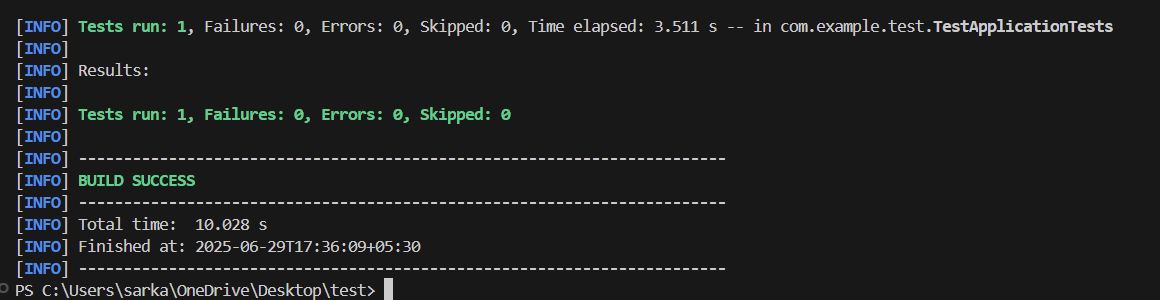 [INFO] Tests run: 1, Failures: 0, Errors: 0, Skipped: 0, Time elapsed: 3.511 s -- in com.example.test.TestApplicationTests
[INFO]
[INFO] Results:
[INFO]
[INFO] Tests run: 1, Failures: 0, Errors: 0, Skipped: 0
[INFO]
[INFO] ------------------------------------------------------------------------
[INFO] BUILD SUCCESS
[INFO] ------------------------------------------------------------------------
[INFO] Total time:  10.028 s
[INFO] Finished at: 2025-06-29T17:36:09+05:30
[INFO] ------------------------------------------------------------------------
PS C:\Users\sarka\OneDrive\Desktop\test>